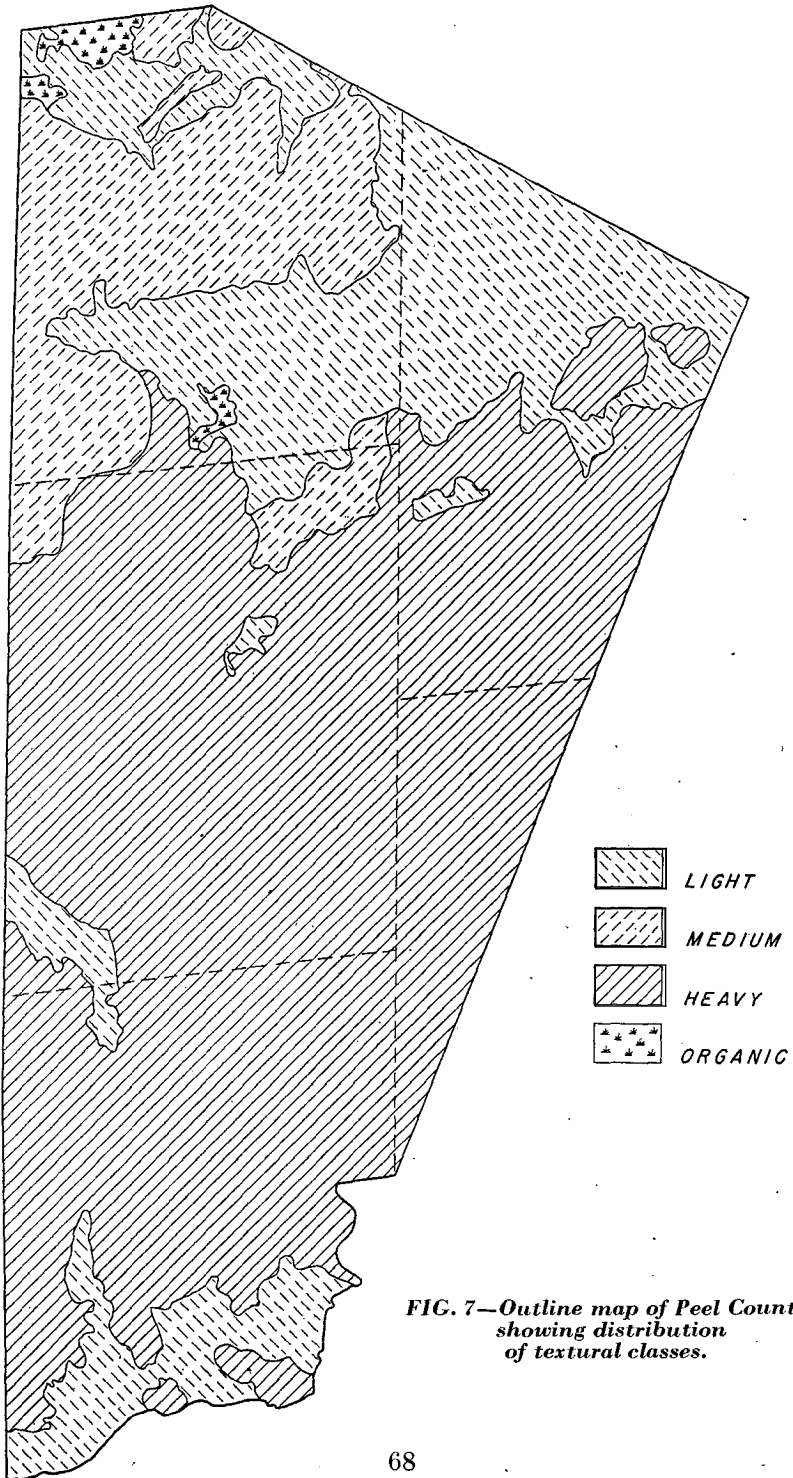 LIGHT
MEDIUM
HEAVY
ORGANIC
FIG. 7—Outline map of Peel Count
showing distribution
of textural classes.
68